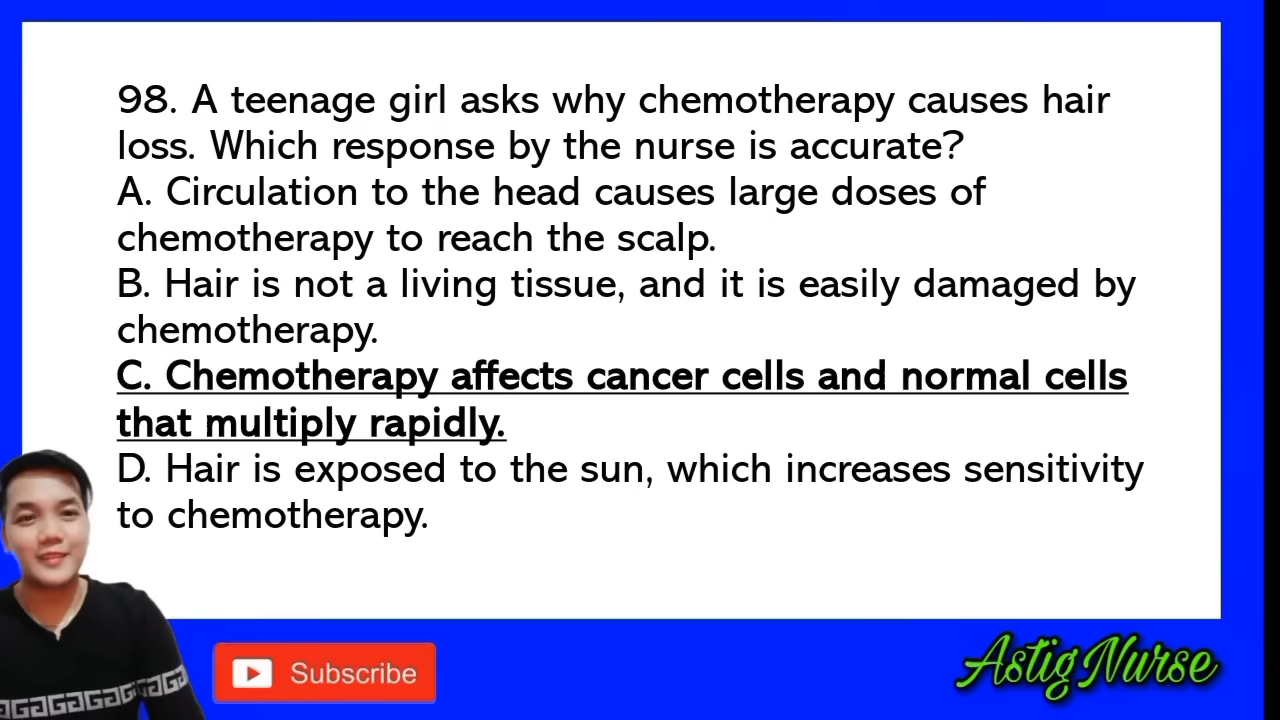 98. A teenage girl asks why chemotherapy causes hair
loss. Which response by the nurse is accurate?
A. Circulation to the head causes large doses of
chemotherapy to reach the scalp.
B. Hair is not a living tissue, and it is easily damaged by
chemotherapy.
C. Chemotherapy affects cancer cells and normal cells
that multiply rapidly.
D. Hair is exposed to the sun, which increases sensitivity
to chemotherapy.
Subscribe
Astig Nurse